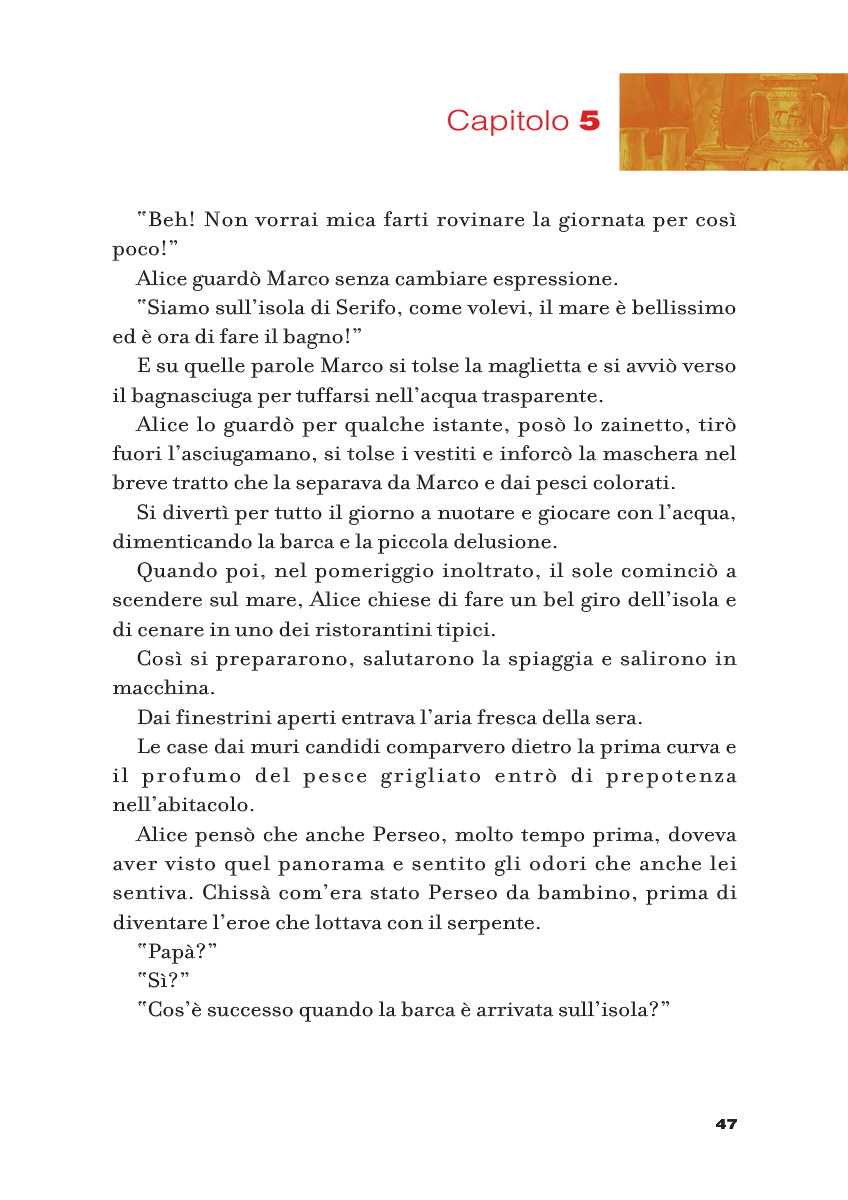 Capitolo 5
“Beh! Non vorrai mica farti rovinare la giornata per così
poco!”
Alice guardò Marco senza cambiare espressione.
“Siamo sull’isola di Serifo, come volevi, il mare è bellissimo
ed è ora di fare il bagno!”
E su quelle parole Marco si tolse la maglietta e si avviò verso
il bagnasciuga per tuffarsi nell’acqua trasparente.
Alice lo guardò per qualche istante, posò lo zainetto, tirò
fuori l’asciugamano, si tolse i vestiti e inforcò la maschera nel
breve tratto che la separava da Marco e dai pesci colorati.
Si divertì per tutto il giorno a nuotare e giocare con l’acqua,
dimenticando la barca e la piccola delusione.
Quando poi, nel pomeriggio inoltrato, il sole cominciò a
scendere sul mare, Alice chiese di fare un bel giro dell’isola e
di cenare in uno dei ristorantini tipici.
Così si prepararono, salutarono la spiaggia e salirono in
macchina.
Dai finestrini aperti entrava l’aria fresca della sera.
Le case dai muri candidi comparvero dietro la prima curva e
il profumo del pesce grigliato entrò di prepotenza
nell’abitacolo.
Alice pensò che anche Perseo, molto tempo prima, doveva
aver visto quel panorama e sentito gli odori che anche lei
sentiva. Chissà com’era stato Perseo da bambino, prima di
diventare l’eroe che lottava con il serpente.
“Papà?”
“Sì?”
“Cos’è successo quando la barca è arrivata sull’isola?”
47